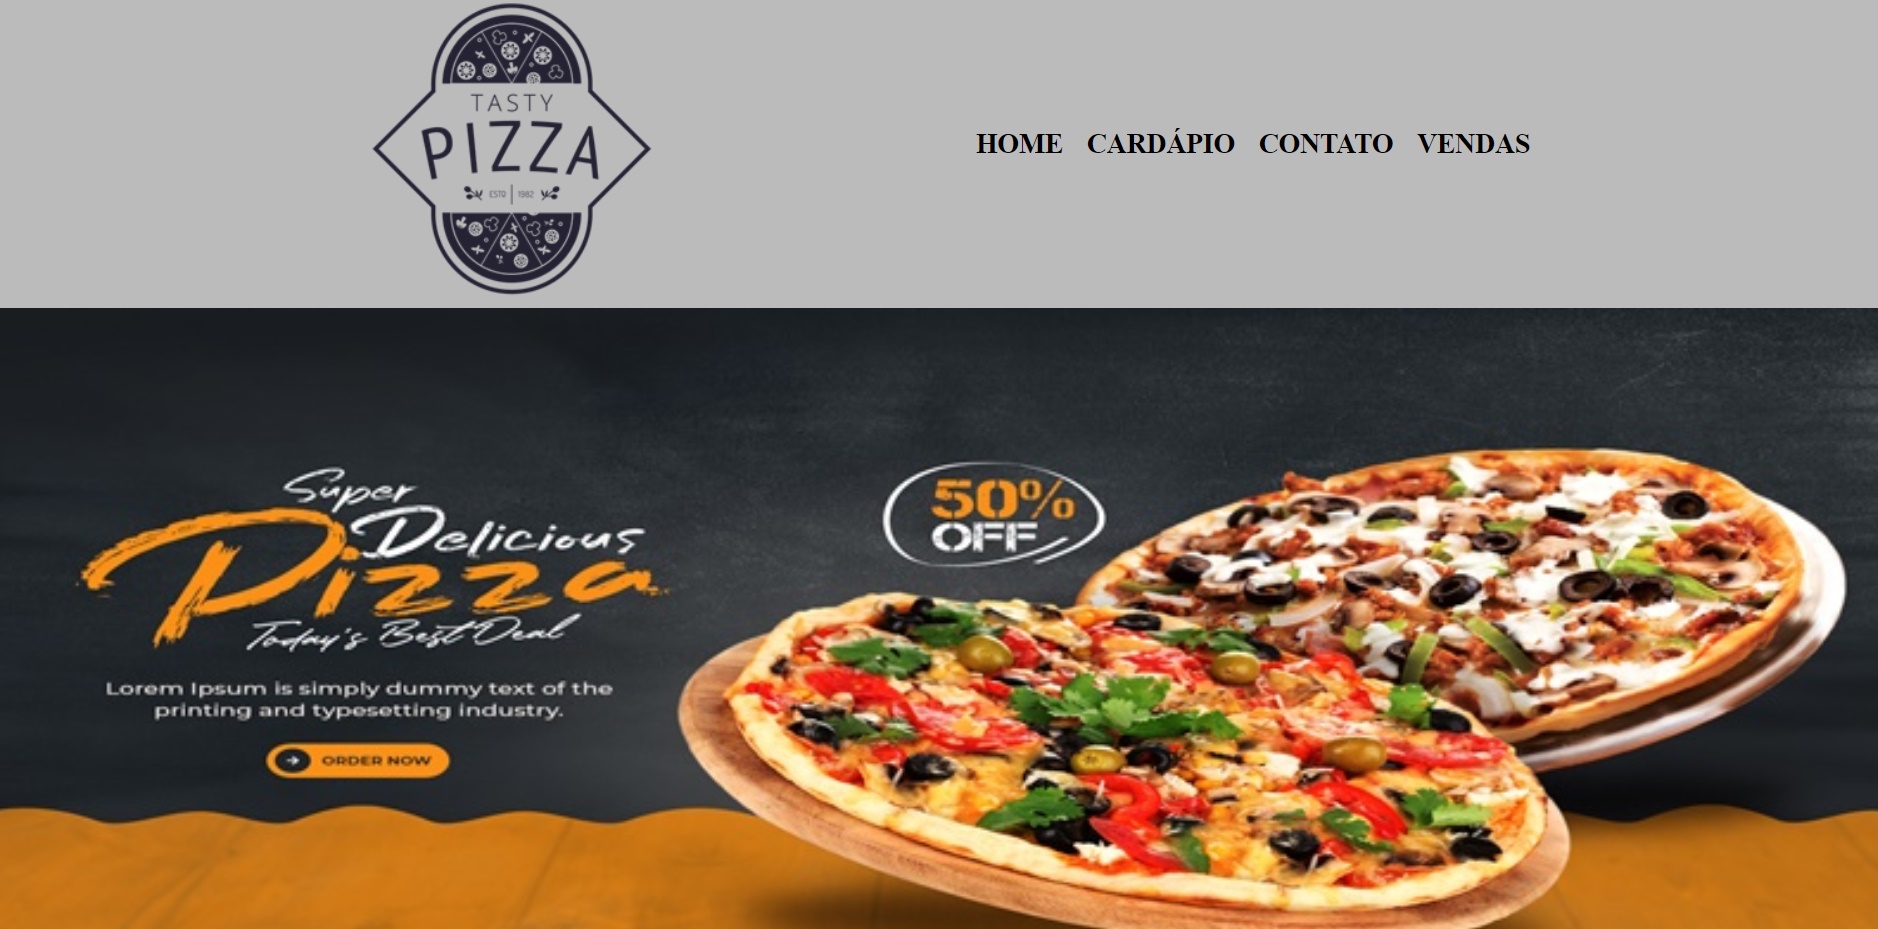 TASTY
PIZZA
ESTD 1982
HOME CARDÁPIO CONTATO VENDAS
Super
Delicious
Pizza
Today's Best Deal
50%
OFF
Lorem Ipsum is simply dummy text of the
printing and typesetting industry.
ORDER NOW